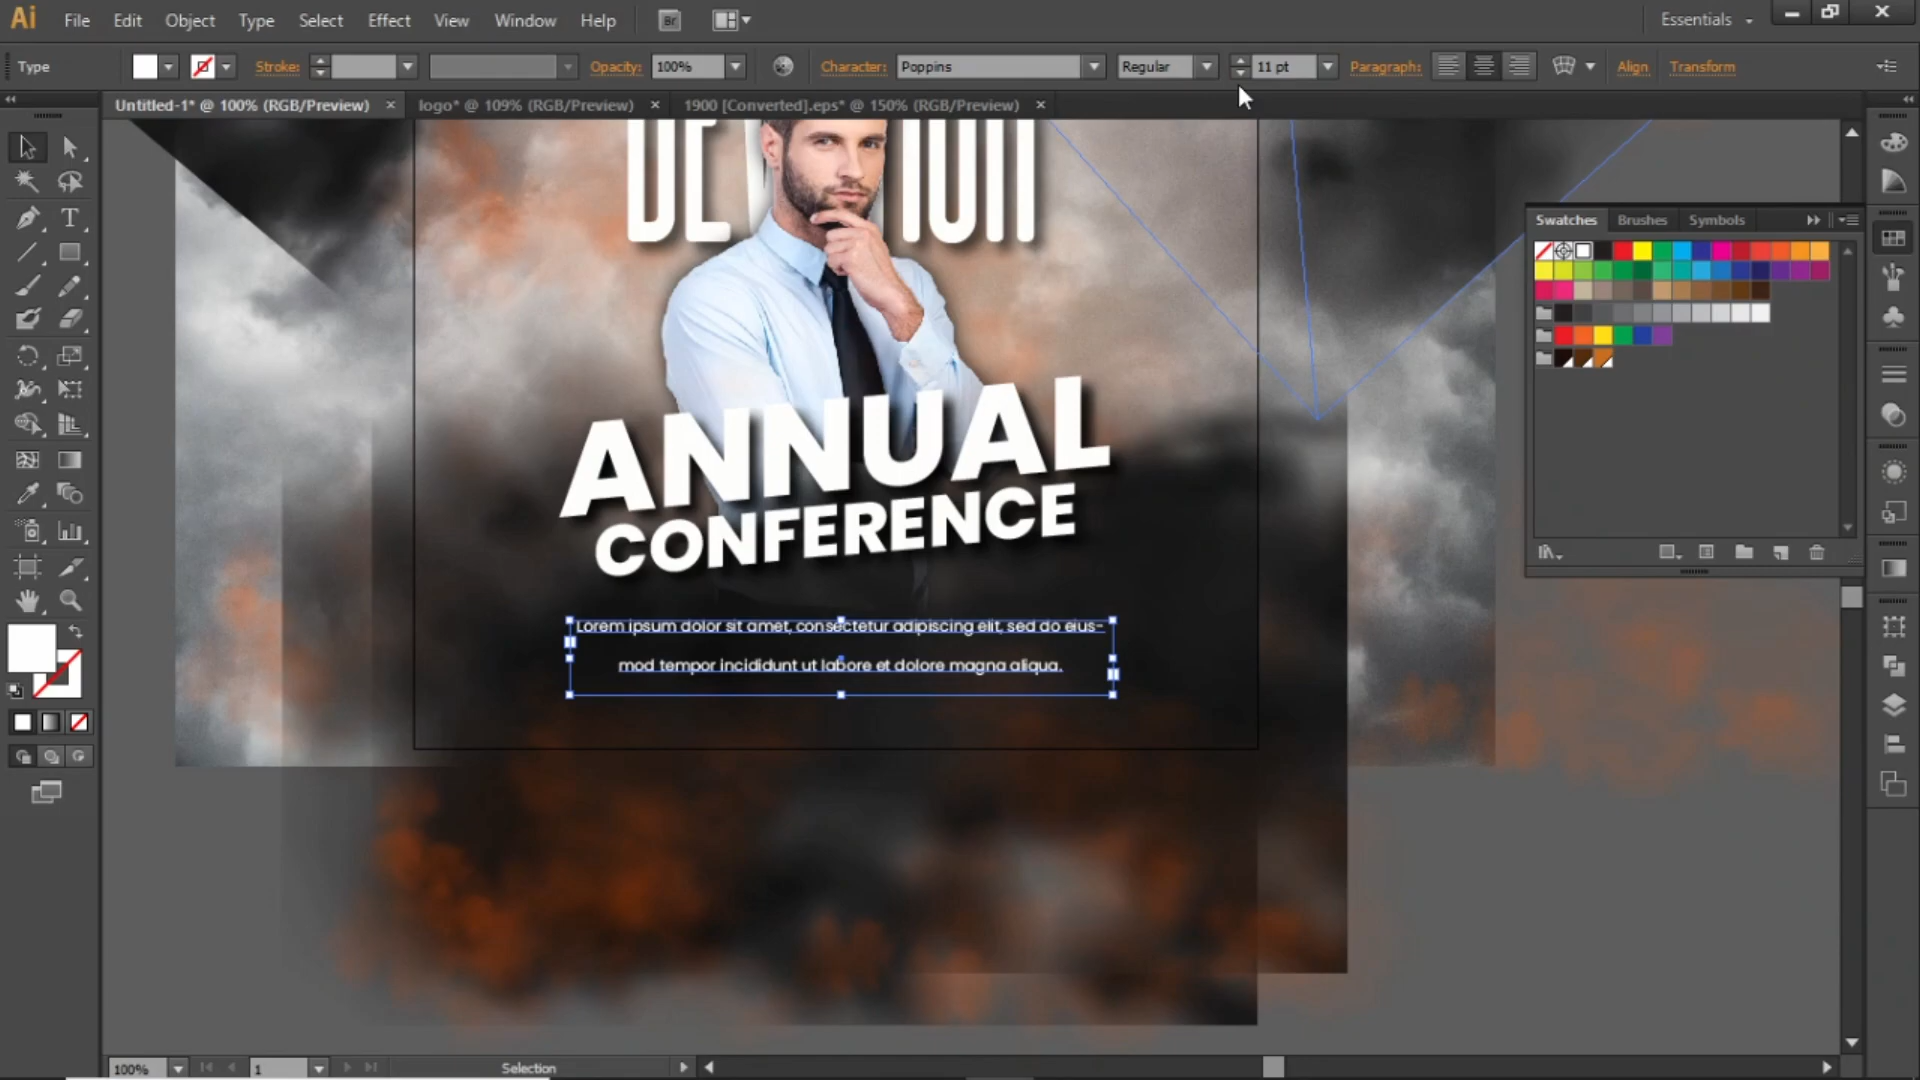 Ai File Edit Object Type Select Effect View Window Help Br Essentials
Type Stroke: Opacity: 100% Character: Poppins Regular 11 pt Paragraph: Align Transform
Untitled-1* @ 100% (RGB/Preview) logo* @ 109% (RGB/Preview) 1900 [Converted].eps* @ 150% (RGB/Preview)
Swatches Brushes Symbols
ANNUAL
CONFERENCE
Lorem ipsum dolor sit amet, consectetur adipiscing elit, sed do eius-
mod tempor incididunt ut labore et dolore magna aliqua.
100% 1 Selection